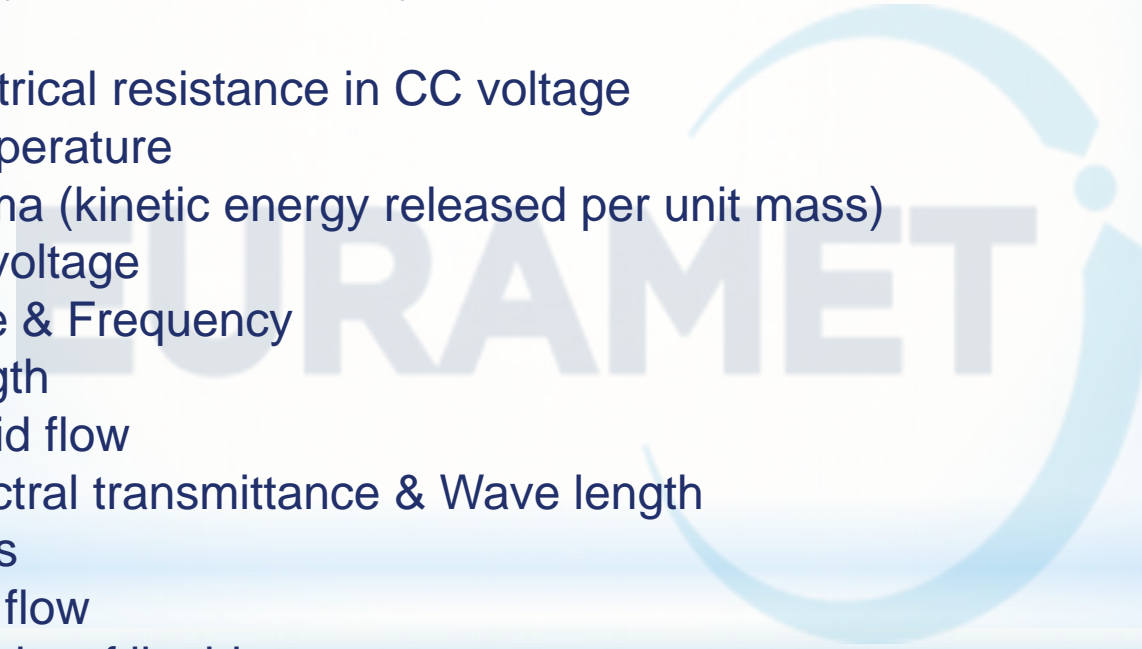 trical resistance in CC voltage
perature
ma (kinetic energy released per unit mass)
voltage
e & Frequency
gth
id flow
ctral transmittance & Wave length
s
flow
EURAMET